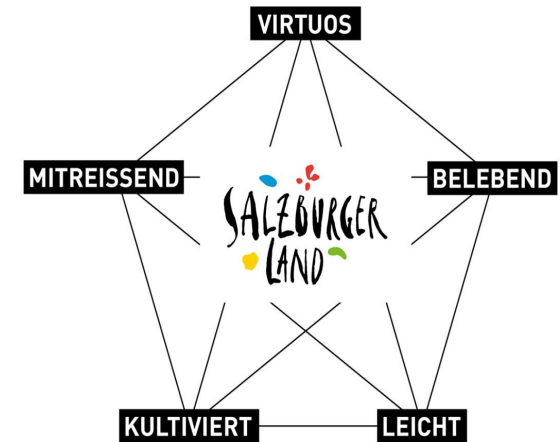 VIRTUOS
MITREISSEND
BELEBEND
SALZBURGER
LAND
KULTIVIERT
LEICHT